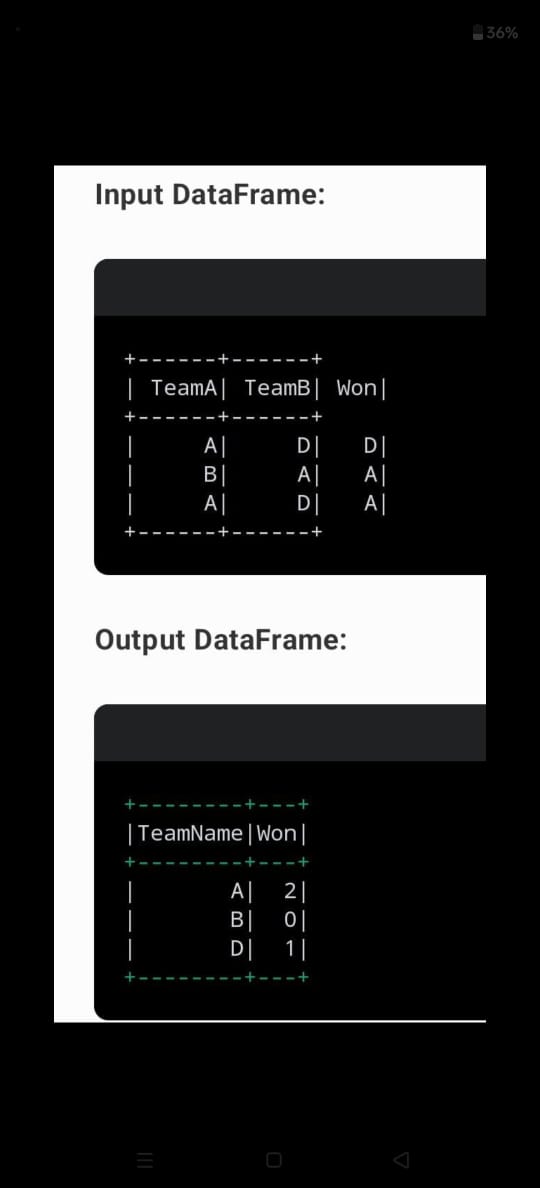 36%
Input DataFrame:
+------+------+
| TeamA| TeamB| Won|
+------+------+
|     A|     D|   D|
|     B|     A|   A|
|     A|     D|   A|
+------+------+
Output DataFrame:
+--------+---+
|TeamName|Won|
+--------+---+
|       A|  2|
|       B|  0|
|       D|  1|
+--------+---+